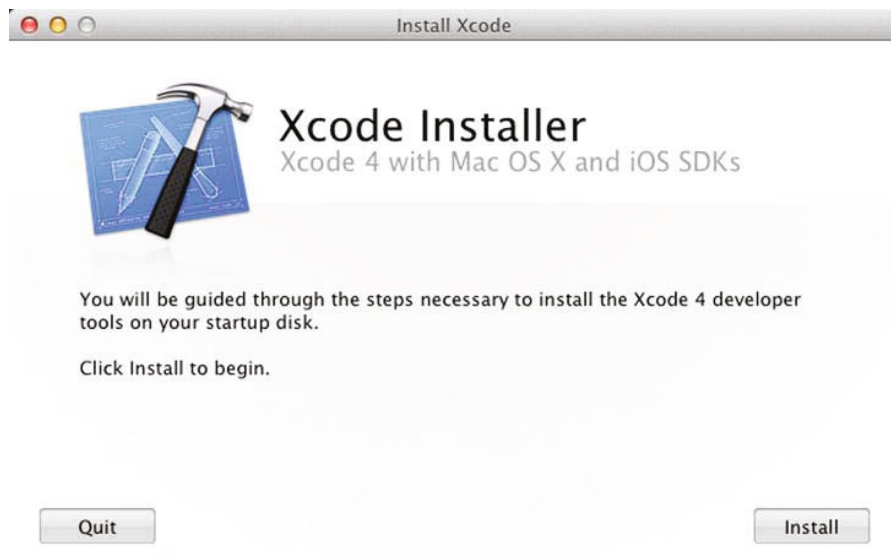 Install Xcode
Xcode Installer
Xcode 4 with Mac OS X and iOS SDKs
You will be guided through the steps necessary to install the Xcode 4 developer
tools on your startup disk.
Click Install to begin.
Quit
Install